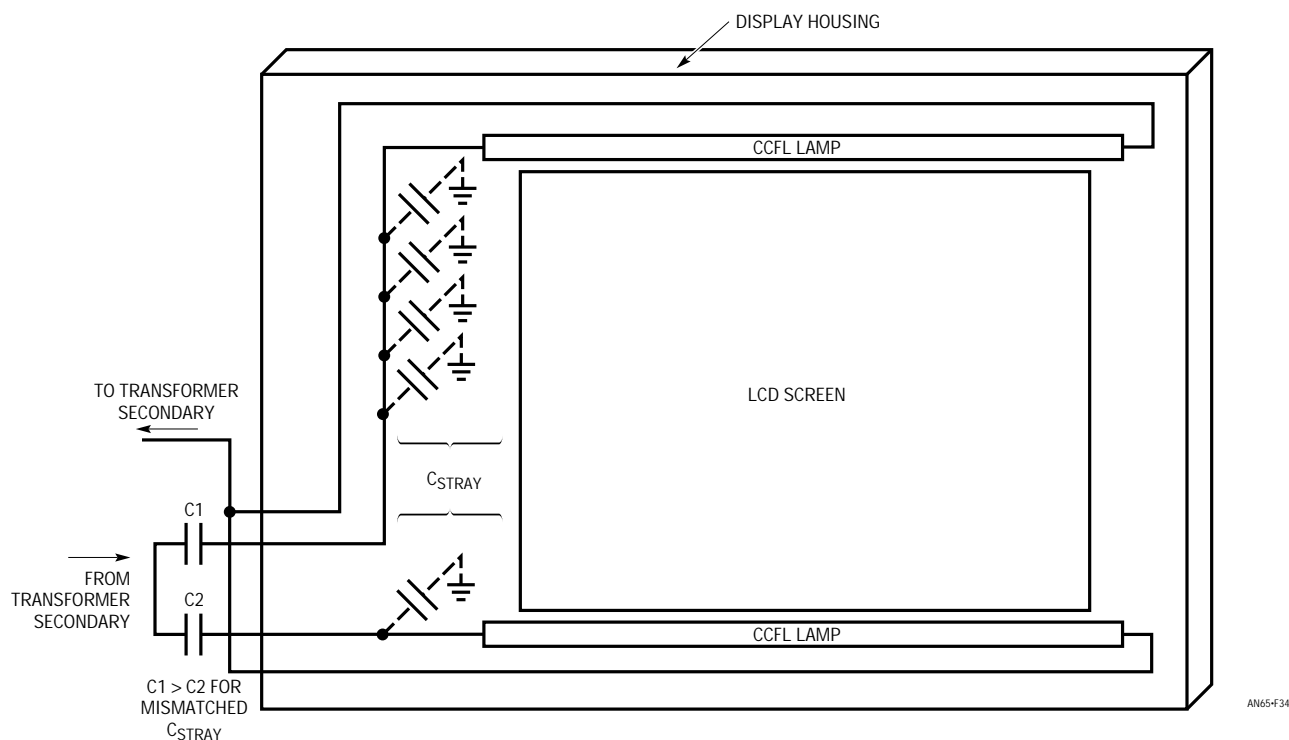 DISPLAY HOUSING
CCFL LAMP
LCD SCREEN
TO TRANSFORMER
SECONDARY
CSTRAY
C1
FROM
TRANSFORMER
SECONDARY
C2
CCFL LAMP
C1 > C2 FOR
MISMATCHED
CSTRAY
AN65•F34